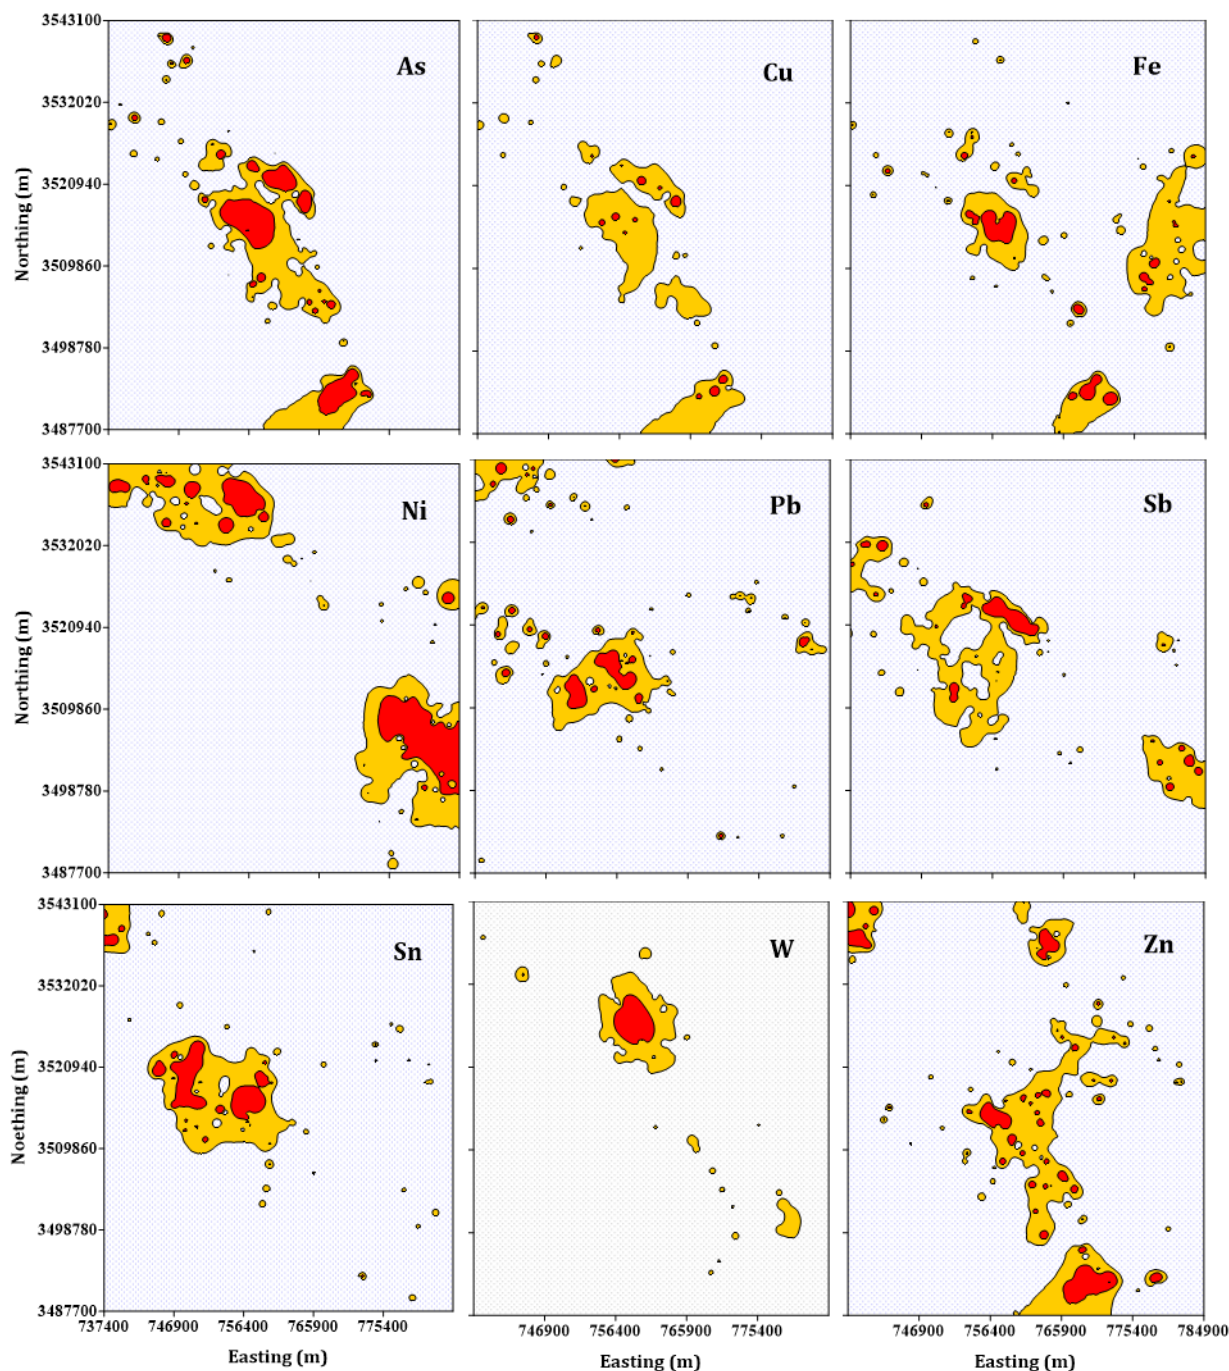 3543100
As
Cu
Fe
3532020
3520940
Northing (m)
3509860
3498780
3487700
3543100
Ni
Pb
Sb
3532020
3520940
Northing (m)
3509860
3498780
3487700
3543100
Sn
W
Zn
3532020
3520940
Noething (m)
3509860
3498780
3487700
737400 746900 756400 765900 775400
746900 756400 765900 775400
746900 756400 765900 775400 784900
Easting (m)
Easting (m)
Easting (m)